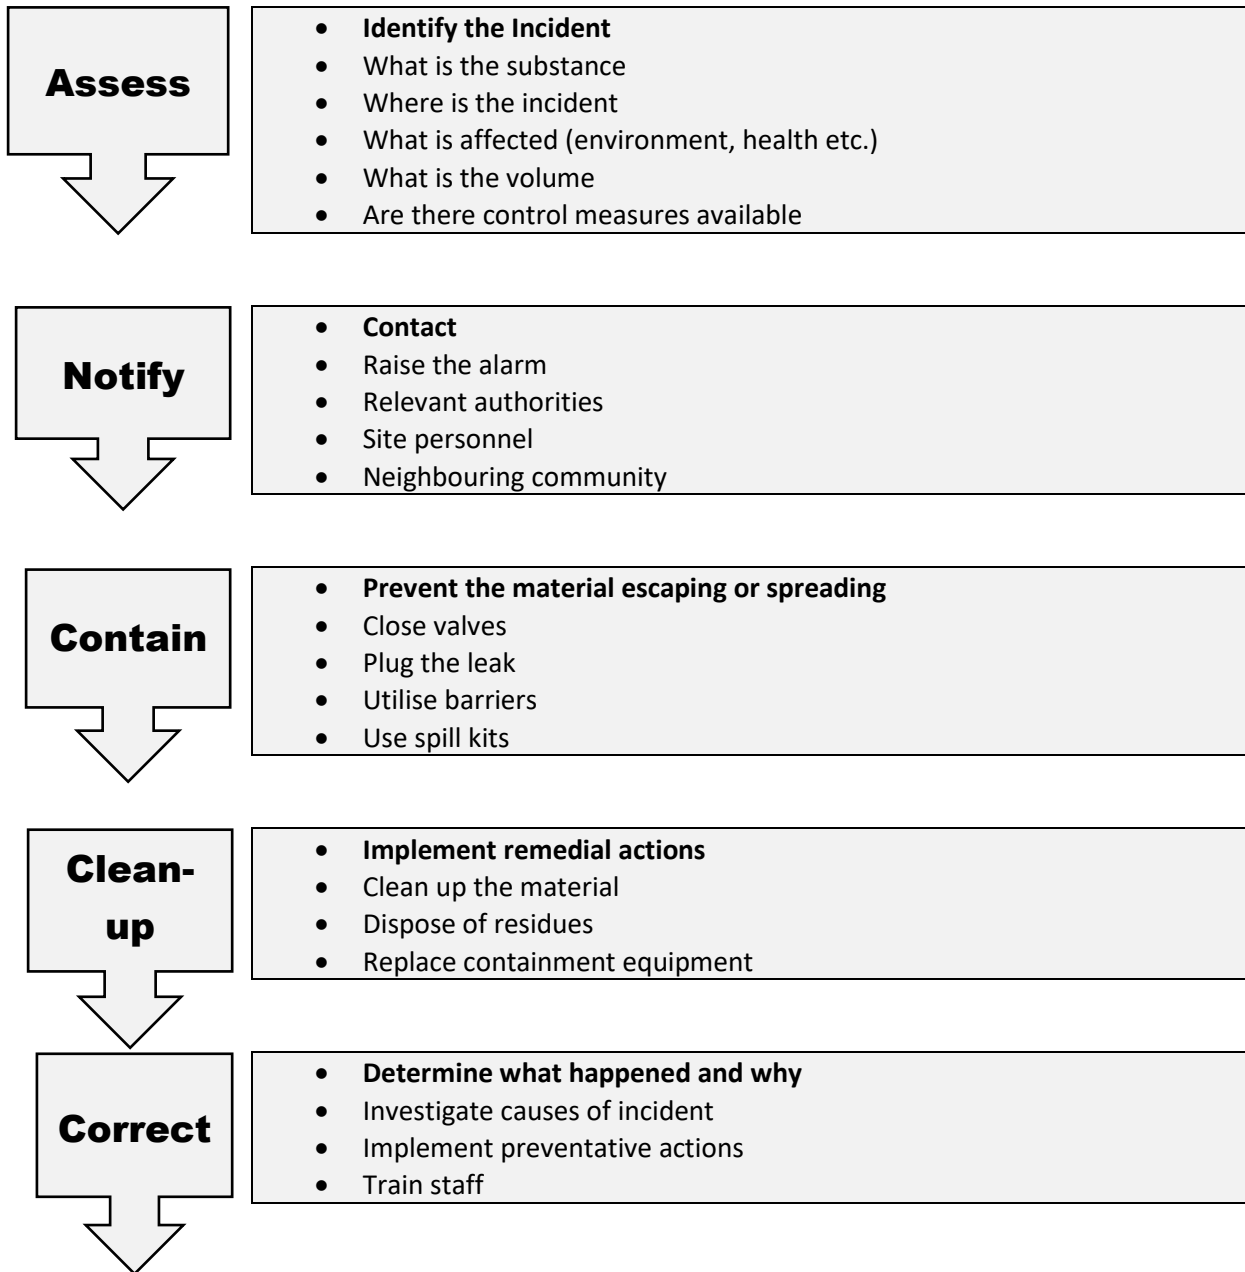 Assess
• Identify the Incident
• What is the substance
• Where is the incident
• What is affected (environment, health etc.)
• What is the volume
• Are there control measures available
Notify
• Contact
• Raise the alarm
• Relevant authorities
• Site personnel
• Neighbouring community
Contain
• Prevent the material escaping or spreading
• Close valves
• Plug the leak
• Utilise barriers
• Use spill kits
Clean-
up
• Implement remedial actions
• Clean up the material
• Dispose of residues
• Replace containment equipment
Correct
• Determine what happened and why
• Investigate causes of incident
• Implement preventative actions
• Train staff